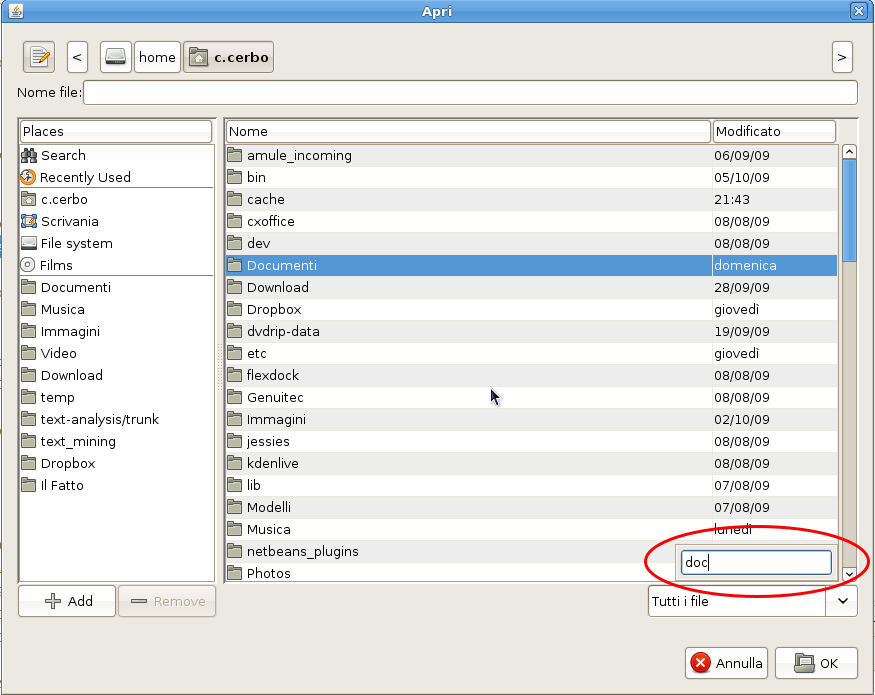 Apri
< home c.cerbo >
Nome file:
Places
Search
Recently Used
c.cerbo
Scrivania
File system
Films
Documenti
Musica
Immagini
Video
Download
temp
text-analysis/trunk
text_mining
Dropbox
Il Fatto
Nome Modificato
amule_incoming 06/09/09
bin 05/10/09
cache 21:43
cxoffice 08/08/09
dev 08/08/09
Documenti domenica
Download 28/09/09
Dropbox giovedì
dvdrip-data 19/09/09
etc giovedì
flexdock 08/08/09
Genuitec 08/08/09
Immagini 02/10/09
jessies 08/08/09
kdenlive 08/08/09
lib 07/08/09
Modelli 07/08/09
Musica lunedì
netbeans_plugins
Photos
doc
Add Remove
Tutti i file
Annulla OK